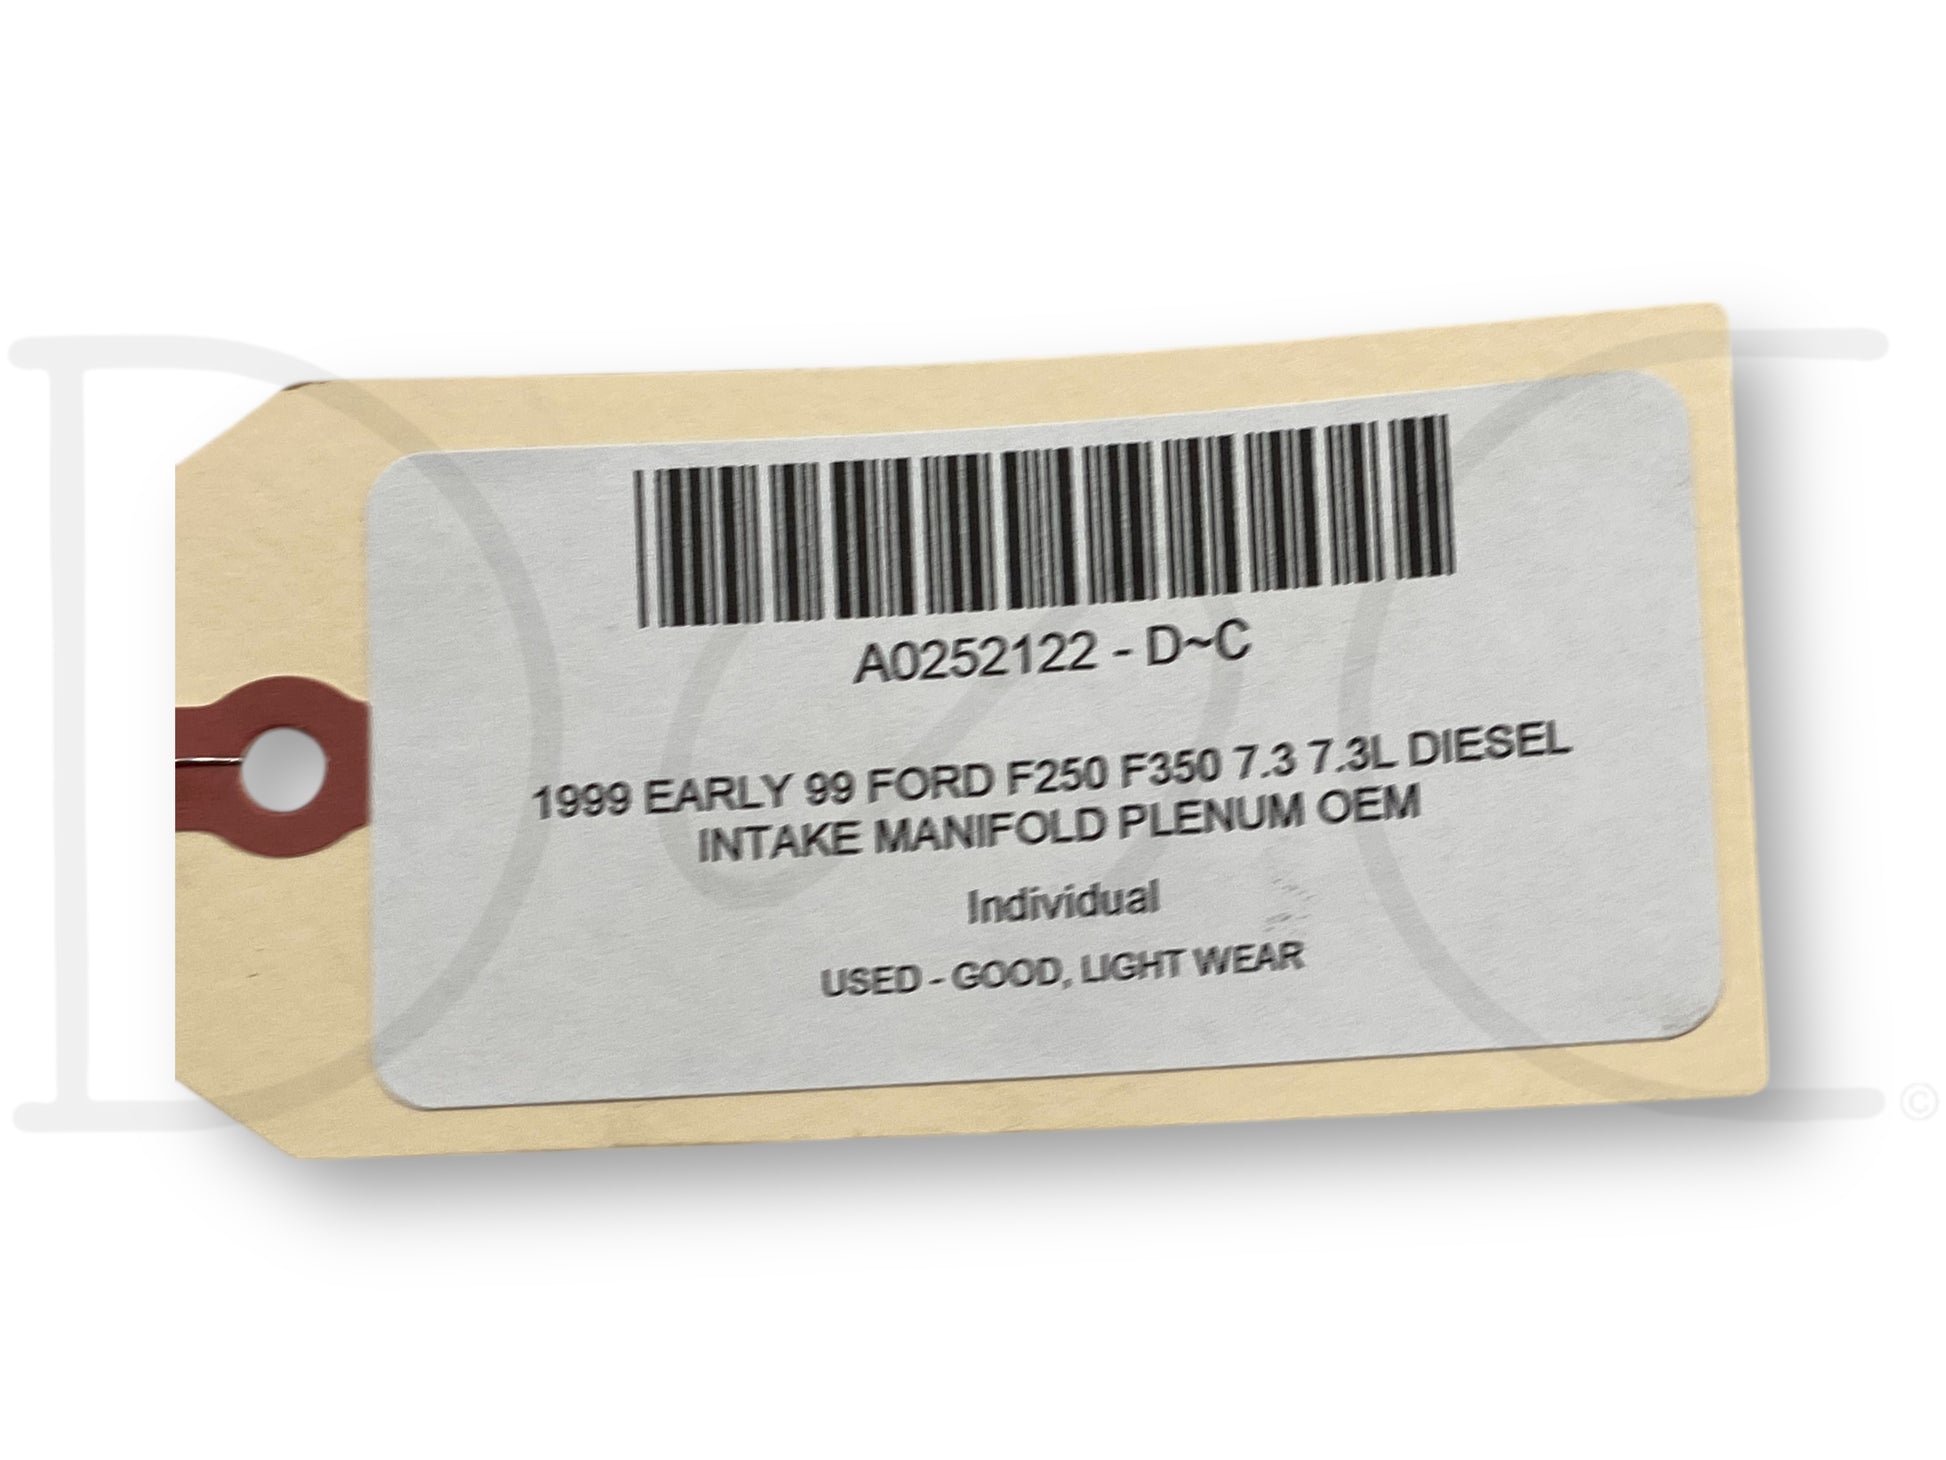 A0252122 - D~C
1999 EARLY 99 FORD F250 F350 7.3 7.3L DIESEL
INTAKE MANIFOLD PLENUM OEM
Individual
USED - GOOD, LIGHT WEAR
D C ©